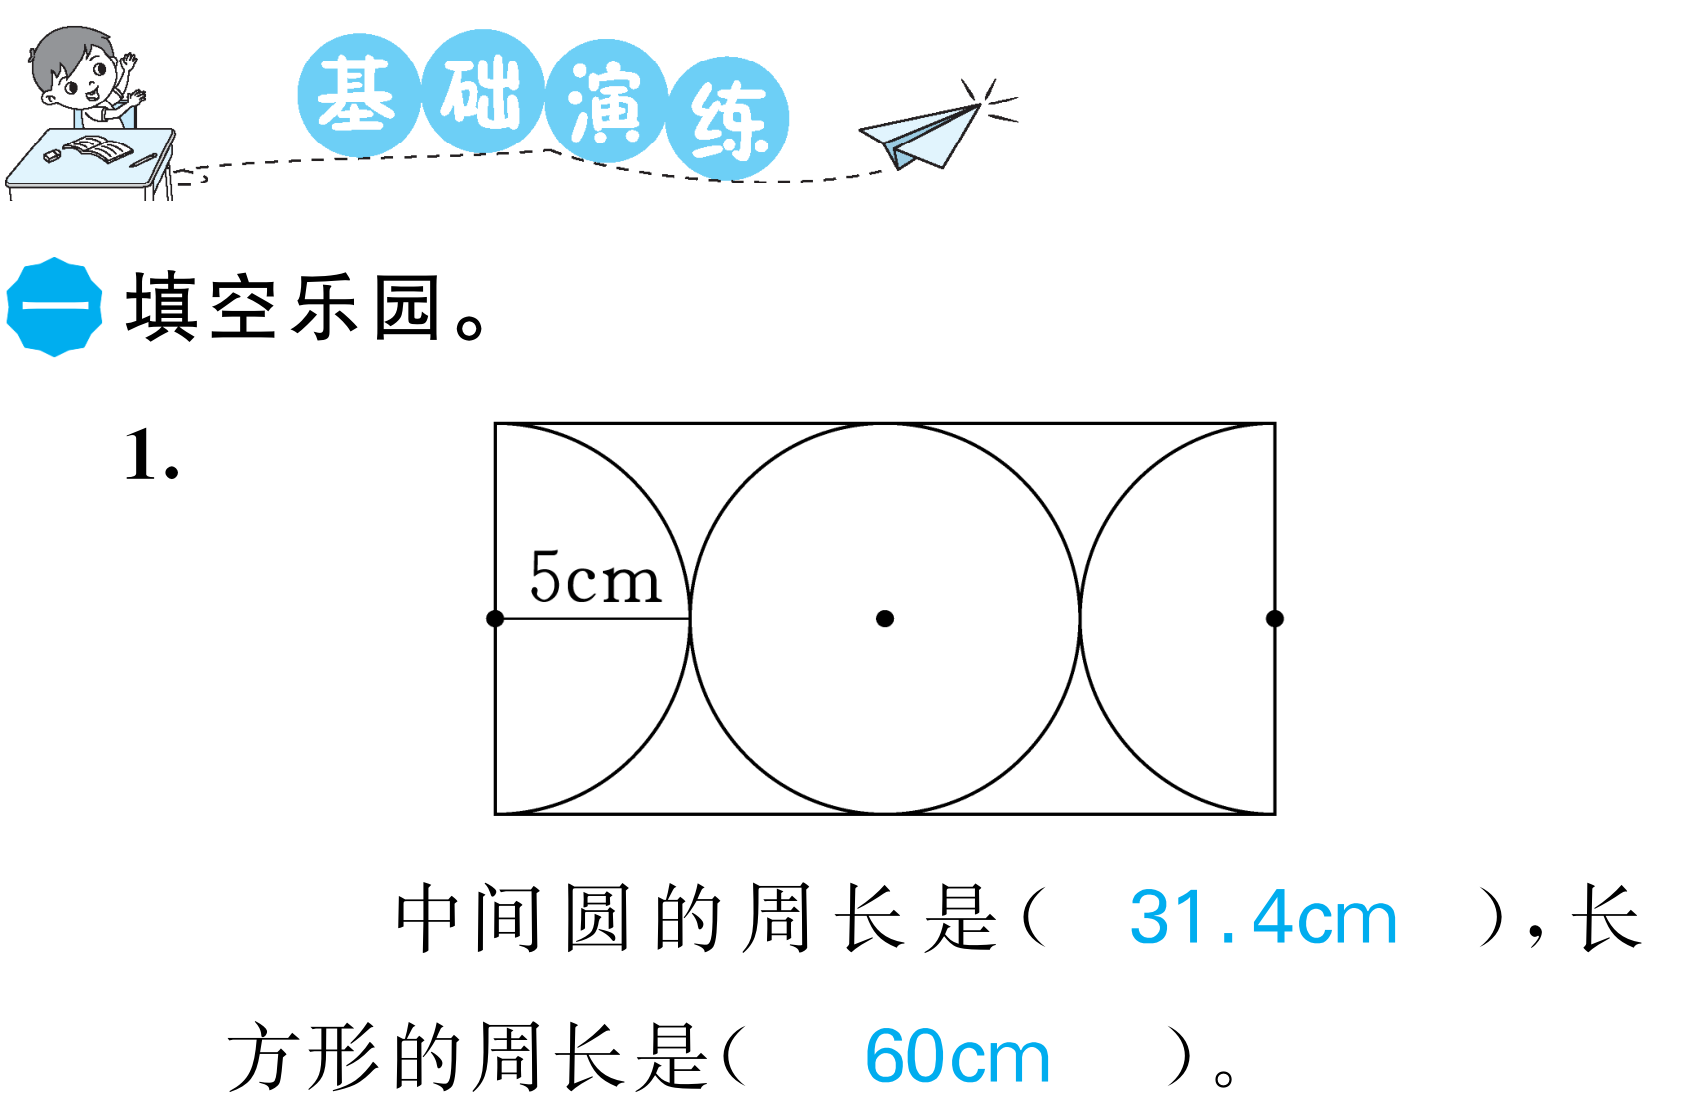 基础演练
一 填空乐园。
1.
5cm
中间圆的周长是( 31.4cm ),长
方形的周长是( 60cm )。